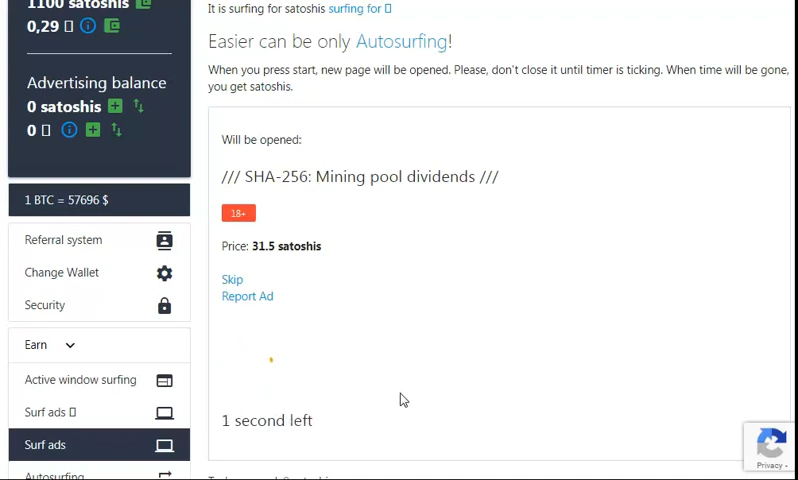 1100 satoshis
0,29
Advertising balance
0 satoshis
0
1 BTC = 57696 $
Referral system
Change Wallet
Security
Earn
Active window surfing
Surf ads
Surf ads
Autosurfing
It is surfing for satoshis surfing for
Easier can be only Autosurfing!
When you press start, new page will be opened. Please, don't close it until timer is ticking. When time will be gone,
you get satoshis.
Will be opened:
/// SHA-256: Mining pool dividends ///
18+
Price: 31.5 satoshis
Skip
Report Ad
1 second left
Privacy -